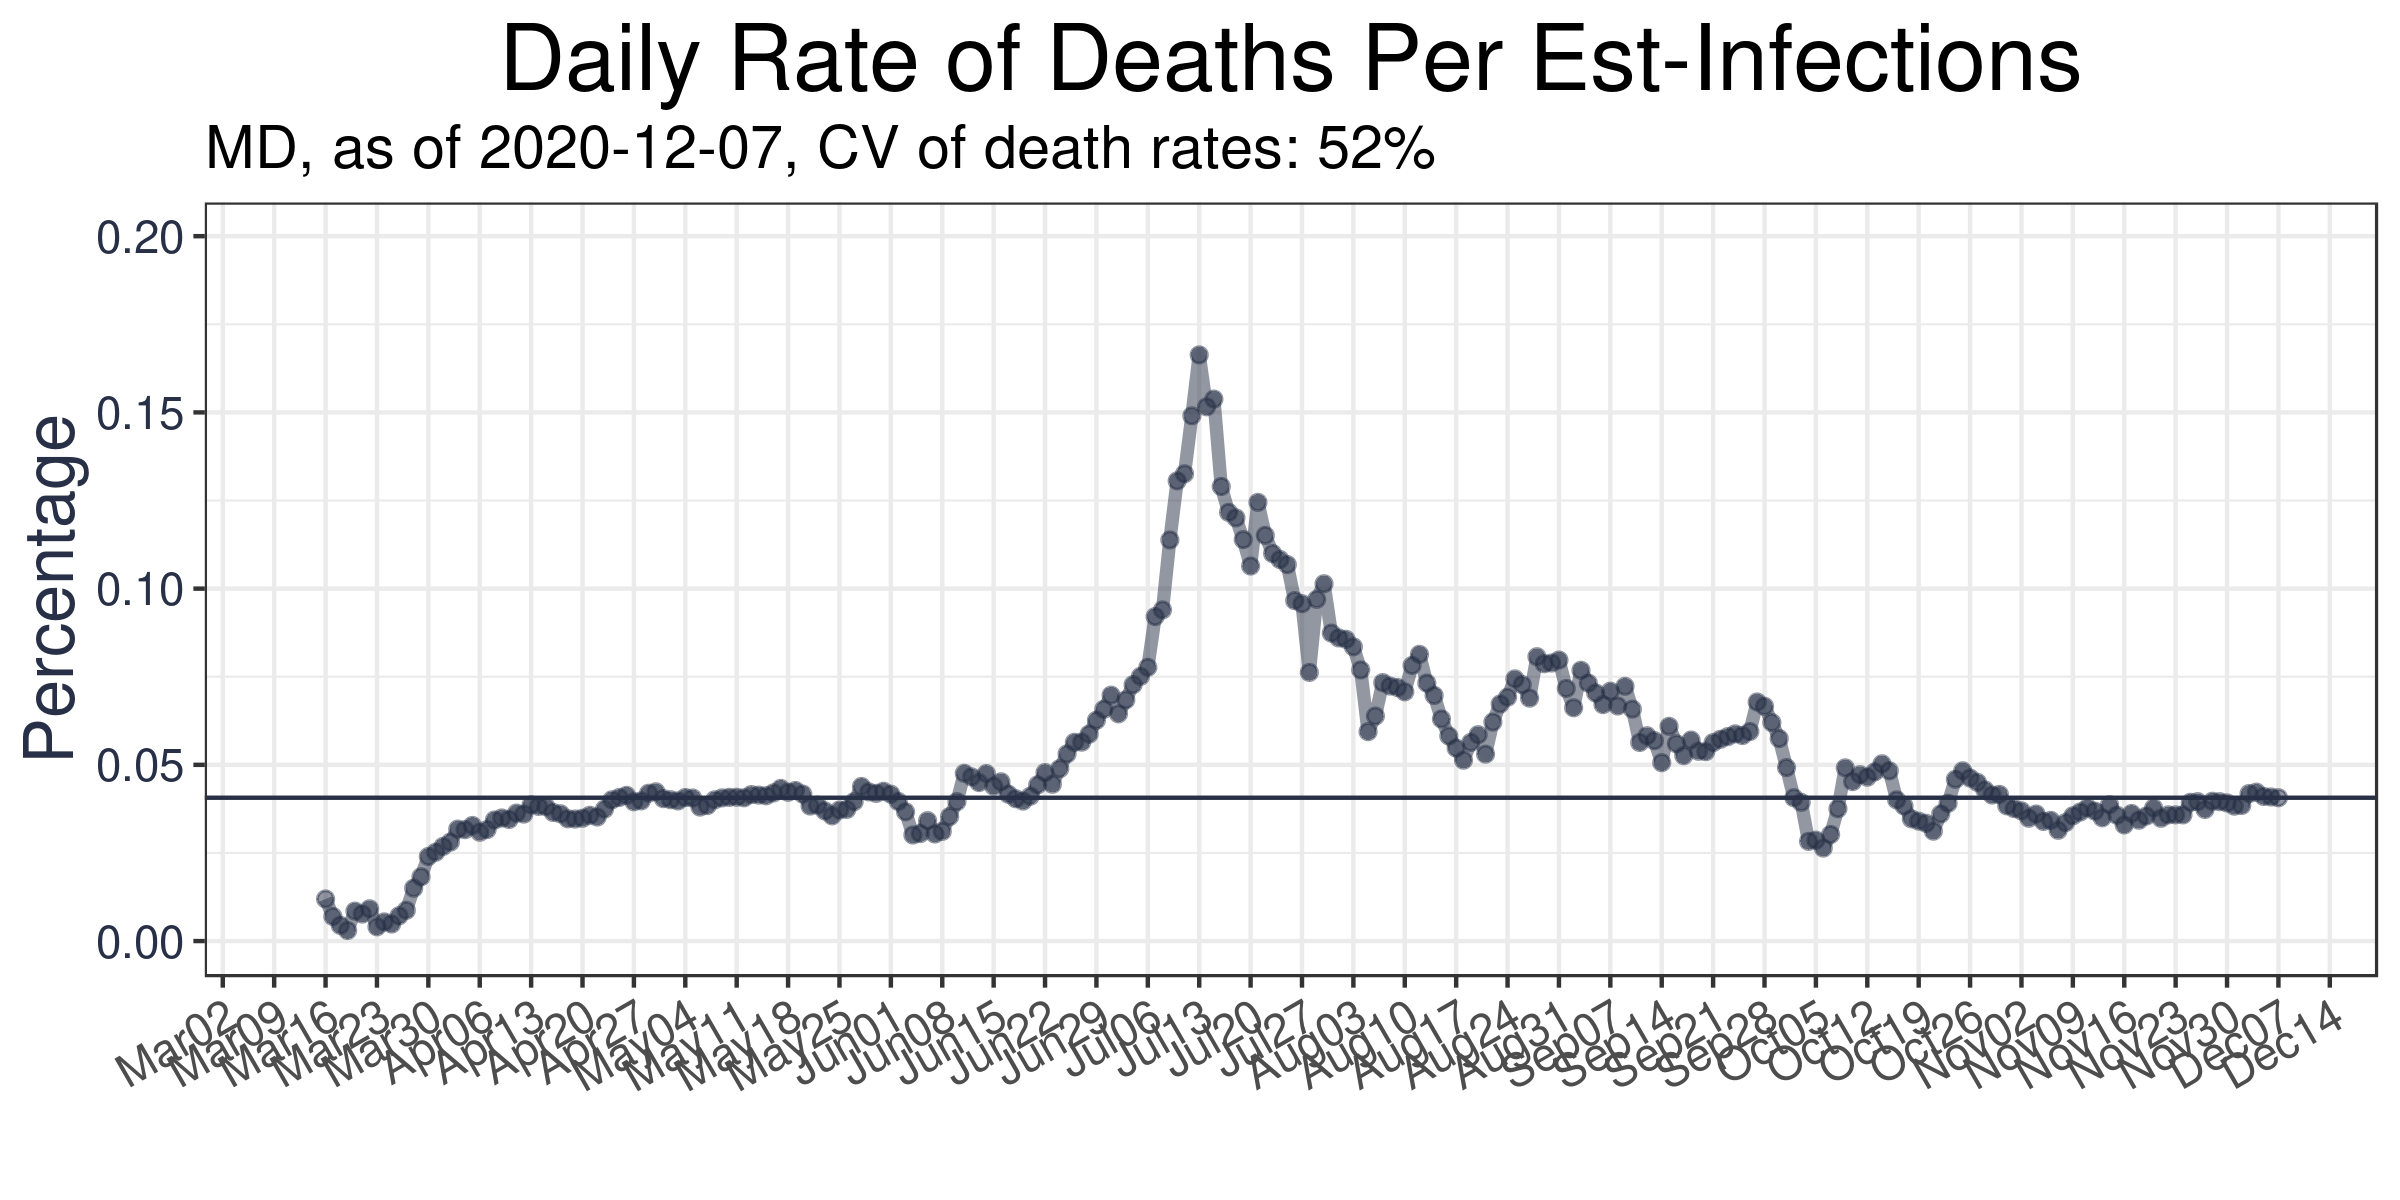 Daily Rate of Deaths Per Est-Infections
MD, as of 2020-12-07, CV of death rates: 52%
Percentage
0.20
0.15
0.10
0.05
0.00
Mar02
Mar09
Mar16
Mar23
Mar30
Apr06
Apr13
Apr20
Apr27
May04
May11
May18
May25
Jun01
Jun08
Jun15
Jun22
Jun29
Jul06
Jul13
Jul20
Jul27
Aug03
Aug10
Aug17
Aug24
Aug31
Sep07
Sep14
Sep21
Sep28
Oct05
Oct12
Oct19
Oct26
Nov02
Nov09
Nov16
Nov23
Nov30
Dec07
Dec14